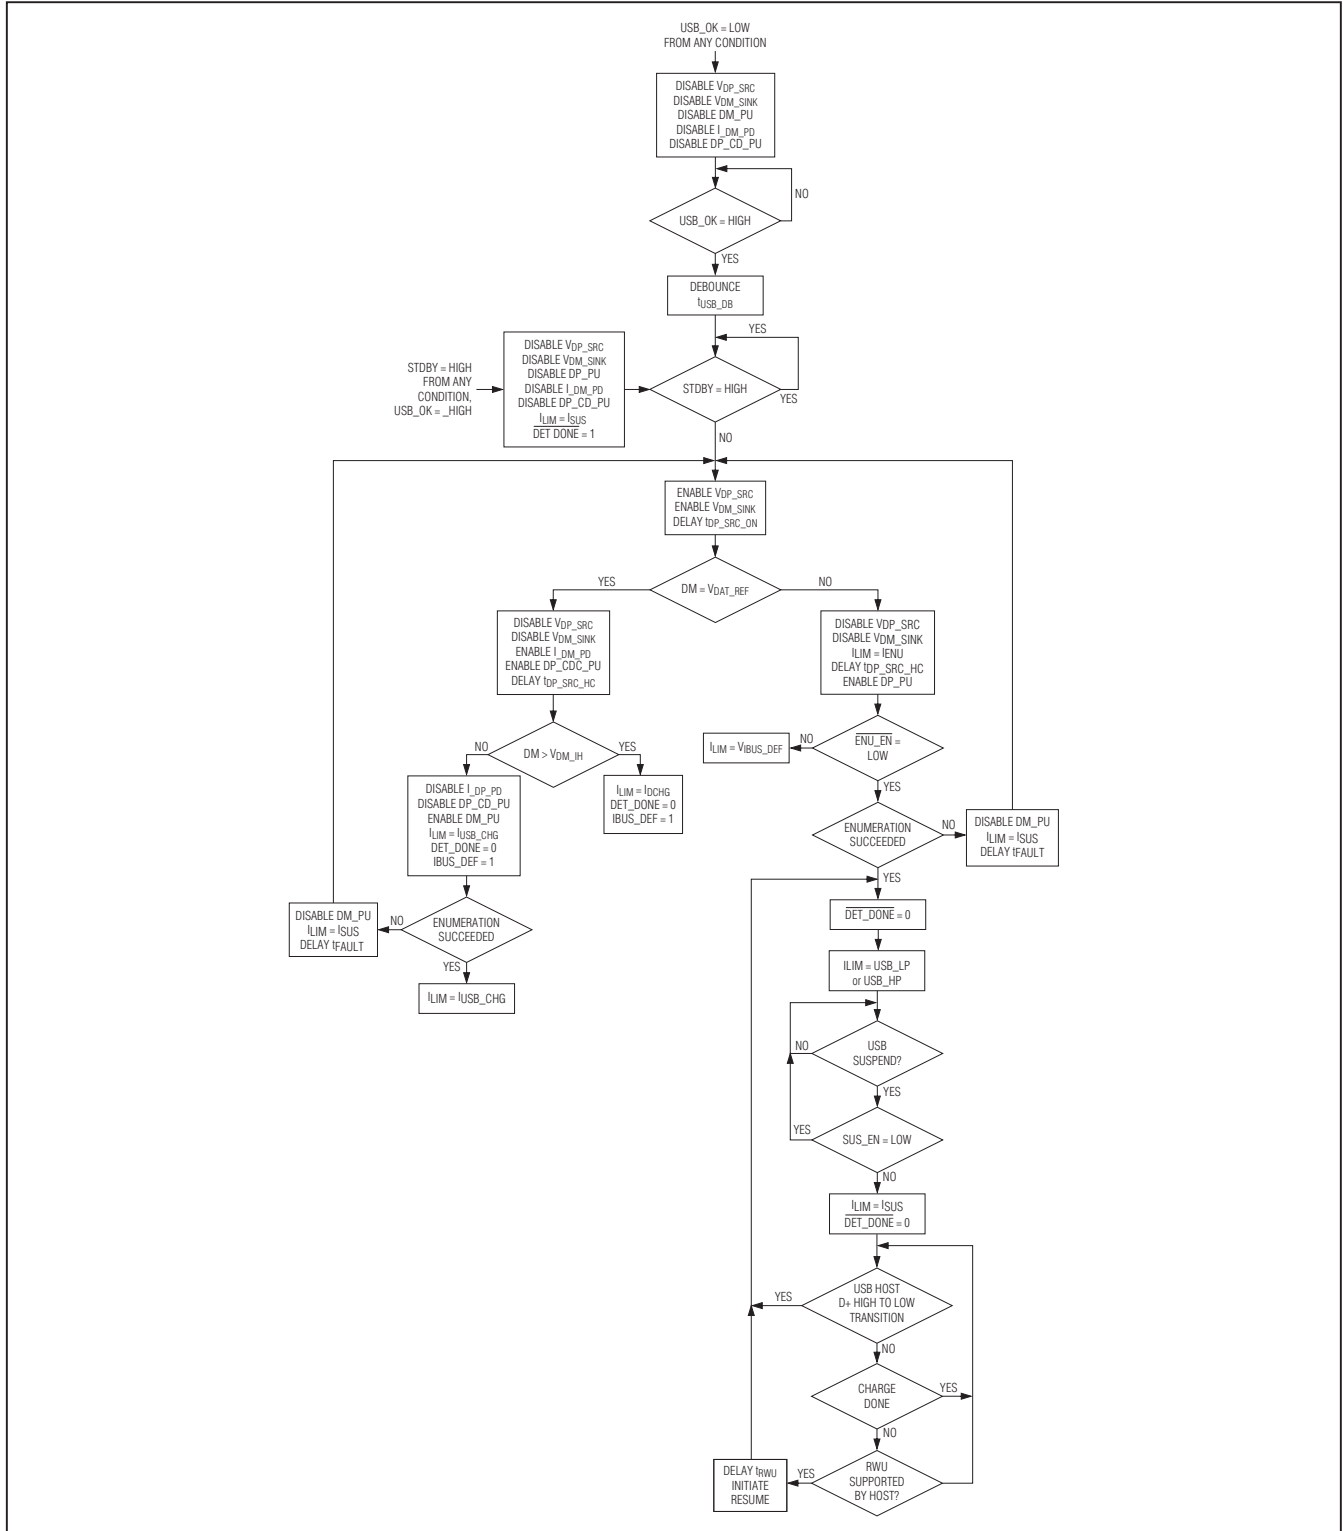 USB_OK = LOW
FROM ANY CONDITION
DISABLE VDP_SRC
DISABLE VDM_SINK
DISABLE DM_PU
DISABLE I_DM_PD
DISABLE DP_CD_PU
NO
USB_OK = HIGH
YES
DEBOUNCE
tUSB_DB
YES
STDBY = HIGH
FROM ANY
CONDITION,
USB_OK = _HIGH
DISABLE VDP_SRC
DISABLE VDM_SINK
DISABLE DP_PU
DISABLE I_DM_PD
DISABLE DP_CD_PU
ILIM = ISUS
DET DONE = 1
STDBY = HIGH
YES
NO
ENABLE VDP_SRC
ENABLE VDM_SINK
DELAY tDP_SRC_ON
YES
DM = VDAT_REF
NO
DISABLE VDP_SRC
DISABLE VDM_SINK
ENABLE I_DM_PD
ENABLE DP_CDC_PU
DELAY tDP_SRC_HC
DISABLE VDP_SRC
DISABLE VDM_SINK
ILIM = IENU
DELAY tDP_SRC_HC
ENABLE DP_PU
NO
DM > VDM_IH
YES
ILIM = VIBUS_DEF
NO
ENU_EN =
LOW
YES
DISABLE I_DP_PD
DISABLE DP_CD_PU
ENABLE DM_PU
ILIM = IUSB_CHG
DET_DONE = 0
IBUS_DEF = 1
ILIM = IDCHG
DET_DONE = 0
IBUS_DEF = 1
ENUMERATION
SUCCEEDED
NO
DISABLE DM_PU
ILIM = ISUS
DELAY tFAULT
YES
DISABLE DM_PU
ILIM = ISUS
DELAY tFAULT
NO
ENUMERATION
SUCCEEDED
YES
ILIM = IUSB_CHG
DET_DONE = 0
ILIM = USB_LP
or USB_HP
NO
USB
SUSPEND?
YES
YES
SUS_EN = LOW
NO
ILIM = ISUS
DET_DONE = 0
YES
USB HOST
D+ HIGH TO LOW
TRANSITION
NO
CHARGE
DONE
YES
NO
DELAY tRWU
INITIATE
RESUME
YES
RWU
SUPPORTED
BY HOST?